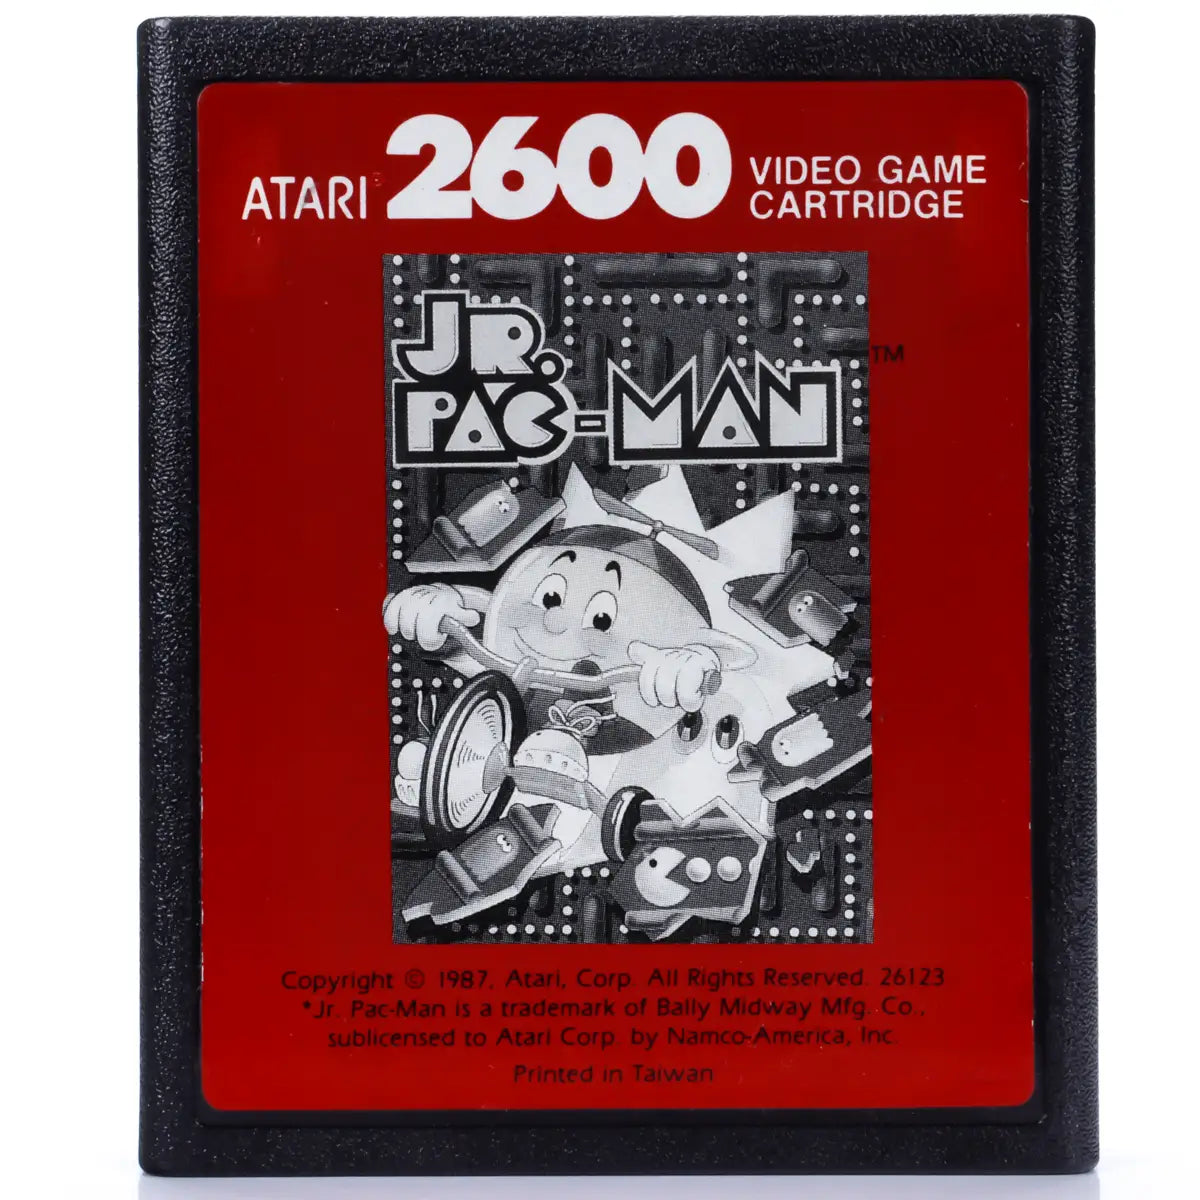 ATARI 2600 VIDEO GAME
CARTRIDGE
JR.
PAC-MAN
TM
Copyright © 1987, Atari, Corp. All Rights Reserved. 26123
*Jr. Pac-Man is a trademark of Bally Midway Mfg. Co.,
sublicensed to Atari Corp. by Namco-America, Inc.
Printed in Taiwan